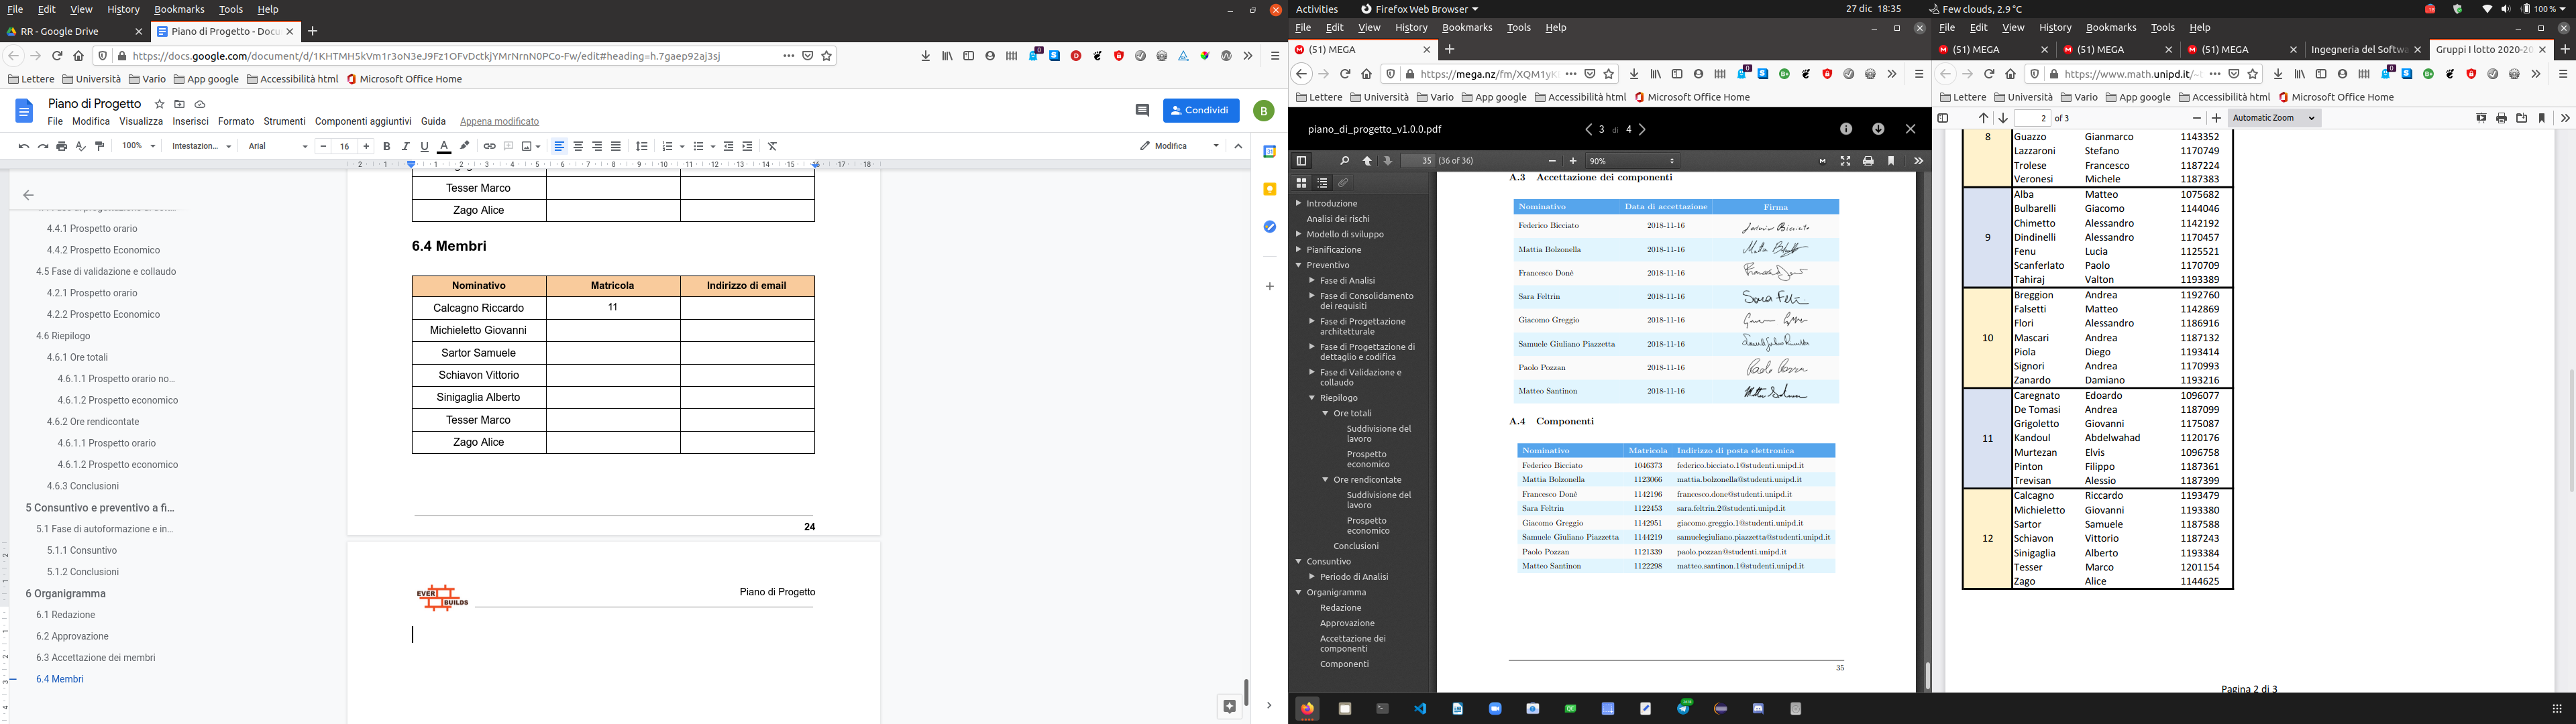 File Edit View History Bookmarks Tools Help
RR - Google Drive
Piano di Progetto - Docu
https://docs.google.com/document/d/1KHTMHSkVm1r3oN3eJ9Fz1OFvDctkjYMrNrnN0PCo-Fw/edit#heading=h.7gaep92aj3sj
Lettere Università Vario App google Accessibilità html Microsoft Office Home
Piano di Progetto
File Modifica Visualizza Inserisci Formato Strumenti Componenti aggiuntivi Guida Appena modificato
Condividi
B
100% Intestazion... Arial 16 Modifica
4.4.1 Prospetto orario
4.4.2 Prospetto Economico
4.5 Fase di validazione e collaudo
4.2.1 Prospetto orario
4.2.2 Prospetto Economico
4.6 Riepilogo
4.6.1 Ore totali
4.6.1.1 Prospetto orario no...
4.6.1.2 Prospetto economico
4.6.2 Ore rendicontate
4.6.1.1 Prospetto orario
4.6.1.2 Prospetto economico
4.6.3 Conclusioni
5 Consuntivo e preventivo a fi...
5.1 Fase di autoformazione e in...
5.1.1 Consuntivo
5.1.2 Conclusioni
6 Organigramma
6.1 Redazione
6.2 Approvazione
6.3 Accettazione dei membri
6.4 Membri
Tesser Marco
Zago Alice
6.4 Membri
Nominativo Matricola Indirizzo di email
Calcagno Riccardo 11
Michieletto Giovanni
Sartor Samuele
Schiavon Vittorio
Sinigaglia Alberto
Tesser Marco
Zago Alice
24
EVER BUILDS
Piano di Progetto
Activities Firefox Web Browser 27 dic 18:35 Few clouds, 2.9 °C 100 %
File Edit View History Bookmarks Tools Help
(51) MEGA
https://mega.nz/fm/XQM1yK
Lettere Università Vario App google Accessibilità html Microsoft Office Home
piano_di_progetto_v1.0.0.pdf
3 di 4
35 (36 of 36) 90%
Introduzione
Analisi dei rischi
Modello di sviluppo
Pianificazione
Preventivo
Fase di Analisi
Fase di Consolidamento
dei requisiti
Fase di Progettazione
architetturale
Fase di Progettazione di
dettaglio e codifica
Fase di Validazione e
collaudo
Riepilogo
Ore totali
Suddivisione del
lavoro
Prospetto
economico
Ore rendicontate
Suddivisione del
lavoro
Prospetto
economico
Conclusioni
Consuntivo
Periodo di Analisi
Organigramma
Redazione
Approvazione
Accettazione dei
componenti
Componenti
A.3 Accettazione dei componenti
Nominativo Data di accettazione Firma
Federico Bicciato 2018-11-16
Mattia Bolzonella 2018-11-16
Francesco Donè 2018-11-16
Sara Feltrin 2018-11-16
Giacomo Greggio 2018-11-16
Samuele Giuliano Piazzetta 2018-11-16
Paolo Pozzan 2018-11-16
Matteo Santinon 2018-11-16
A.4 Componenti
Nominativo Matricola Indirizzo di posta elettronica
Federico Bicciato 1046373 federico.bicciato.1@studenti.unipd.it
Mattia Bolzonella 1123066 mattia.bolzonella@studenti.unipd.it
Francesco Donè 1142196 francesco.done@studenti.unipd.it
Sara Feltrin 1122453 sara.feltrin.2@studenti.unipd.it
Giacomo Greggio 1142951 giacomo.greggio.1@studenti.unipd.it
Samuele Giuliano Piazzetta 1144219 samuelegiuliano.piazzetta@studenti.unipd.it
Paolo Pozzan 1121339 paolo.pozzan@studenti.unipd.it
Matteo Santinon 1122298 matteo.santinon.1@studenti.unipd.it
35
File Edit View History Bookmarks Tools Help
(51) MEGA
(51) MEGA
(51) MEGA
Ingegneria del Softwa
Gruppi I lotto 2020-20
https://www.math.unipd.it/~
Lettere Università Vario App google Accessibilità html Microsoft Office Home
2 of 3 Automatic Zoom
8
Guazzo Gianmarco 1143352
Lazzaroni Stefano 1170749
Trolese Francesco 1187224
Veronesi Michele 1187383
9
Alba Matteo 1075682
Bulbarelli Giacomo 1144046
Chimetto Alessandro 1142192
Dindinelli Alessandro 1170457
Fenu Lucia 1125521
Scanferlato Paolo 1170709
Tahiraj Valton 1193389
10
Breggion Andrea 1192760
Falsetti Matteo 1142869
Flori Alessandro 1186916
Mascari Andrea 1187132
Piola Diego 1193414
Signori Andrea 1170993
Zanardo Damiano 1193216
11
Caregnato Edoardo 1096077
De Tomasi Andrea 1187099
Grigoletto Giovanni 1175087
Kandoul Abdelwahad 1120176
Murtezan Elvis 1096758
Pinton Filippo 1187361
Trevisan Alessio 1187399
12
Calcagno Riccardo 1193479
Michieletto Giovanni 1193380
Sartor Samuele 1187588
Schiavon Vittorio 1187243
Sinigaglia Alberto 1193384
Tesser Marco 1201154
Zago Alice 1144625
Pagina 2 di 3